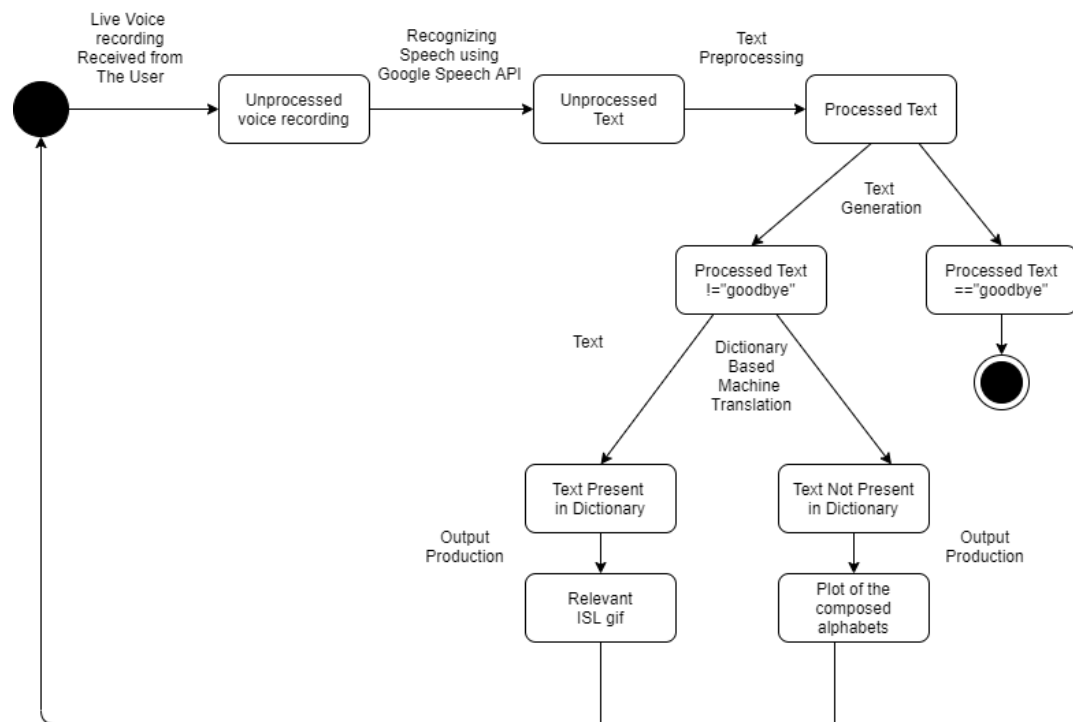 Live Voice
recording
Received from
The User
Recognizing
Speech using
Google Speech API
Text
Preprocessing
Unprocessed
voice recording
Unprocessed
Text
Processed Text
Text
Generation
Processed Text
!="goodbye"
Processed Text
=="goodbye"
Text
Dictionary
Based
Machine
Translation
Text Present
in Dictionary
Text Not Present
in Dictionary
Output
Production
Output
Production
Relevant
ISL gif
Plot of the
composed
alphabets